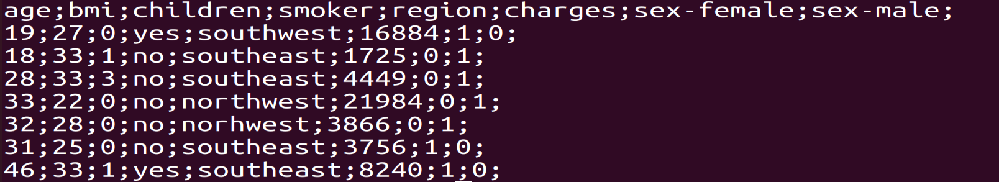 age;bmi;children;smoker;region;charges;sex-female;sex-male;
19;27;0;yes;southwest;16884;1;0;
18;33;1;no;southeast;1725;0;1;
28;33;3;no;southeast;4449;0;1;
33;22;0;no;northwest;21984;0;1;
32;28;0;no;norhwest;3866;0;1;
31;25;0;no;southeast;3756;1;0;
46;33;1;yes;southeast;8240;1;0;